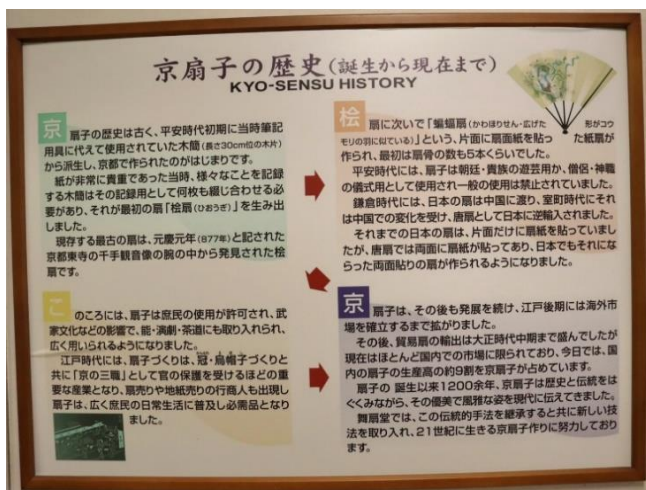 京扇子の歴史(誕生から現在まで)
KYO-SENSU HISTORY
京扇子の歴史は古く、平安時代初期に当時筆記
用具に代えて使用されていた木簡(長さ30cm位の木片)
から派生し、京都で作られたのがはじまりです。
紙が非常に貴重であった当時、様々なことを記録
する木簡はその記録用として何枚も綴じ合わせる必
要があり、それが最初の扇「桧扇(ひおうぎ)」を生み出
しました。
現存する最古の扇は、元慶元年(877年)と記された
京都東寺の千手観音像の腕の中から発見された桧
扇です。
桧扇に次いで「蝙蝠扇(かわほりせん・広げた形がコウ
モリの羽に似ている)」という、片面に扇面紙を貼った紙扇が
作られ、最初は扇骨の数も5本くらいでした。
平安時代には、扇子は朝廷・貴族の遊芸用か、僧侶・神職
の儀式用として使用され一般の使用は禁止されていました。
鎌倉時代には、日本の扇は中国に渡り、室町時代にそれ
は中国での変化を受け、唐扇として日本に逆輸入されました。
それまでの日本の扇は、片面だけに扇紙を貼っていまし
たが、唐扇では両面に扇紙が貼ってあり、日本でもそれにな
らった両面貼りの扇が作られるようになりました。
このころには、扇子は庶民の使用が許可され、武
家文化などの影響で、能・演劇・茶道にも取り入れられ、
広く用いられるようになりました。
江戸時代には、扇子づくりは、冠・烏帽子づくりと
共に「京の三職」として官の保護を受けるほどの重
要な産業となり、扇売りや地紙売りの行商人も出現し
扇子は、広く庶民の日常生活に普及し必需品となり
ました。
京扇子は、その後も発展を続け、江戸後期には海外市
場を確立するまで拡がりました。
その後、貿易扇の輸出は大正時代中期まで盛んでしたが
現在はほとんど国内での市場に限られており、今日では、国
内の扇子の生産高の約9割を京扇子が占めています。
扇子の 誕生以来1200余年、京扇子は歴史と伝統をは
ぐくみながら、その優美で風雅な姿を現代に伝えてきました。
舞扇堂では、この伝統的手法を継承すると共に新しい技
法を取り入れ、21世紀に生きる京扇子作りに努力しており
ます。